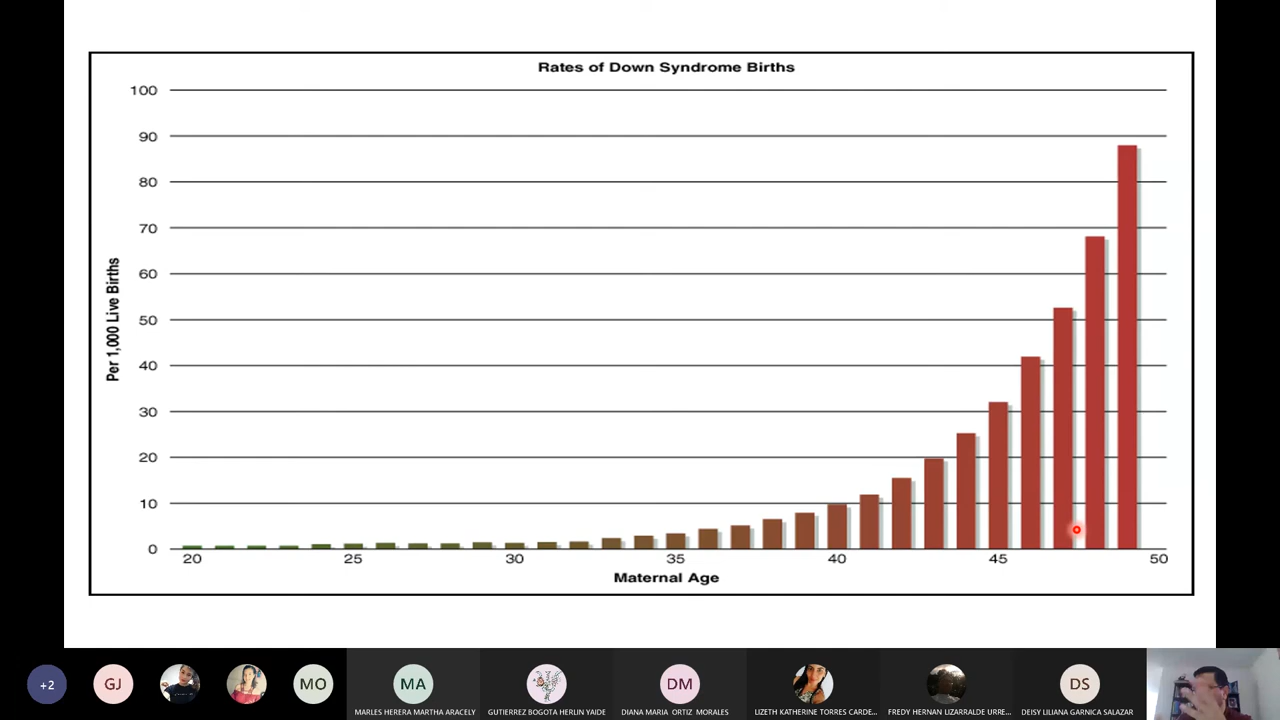 Rates of Down Syndrome Births
100
90
80
70
60
50
40
30
20
10
0
Per 1,000 Live Births
20 25 30 35 40 45 50
Maternal Age
+2 GJ MO MA DM DS
MARLES HERERA MARTHA ARACELY GUTIERREZ BOGOTA HERLIN YAIDE DIANA MARIA ORTIZ MORALES LIZETH KATHERINE TORRES CARDE... FREDY HERNAN LIZARRALDE URRE... DEISY LILIANA GARNICA SALAZAR